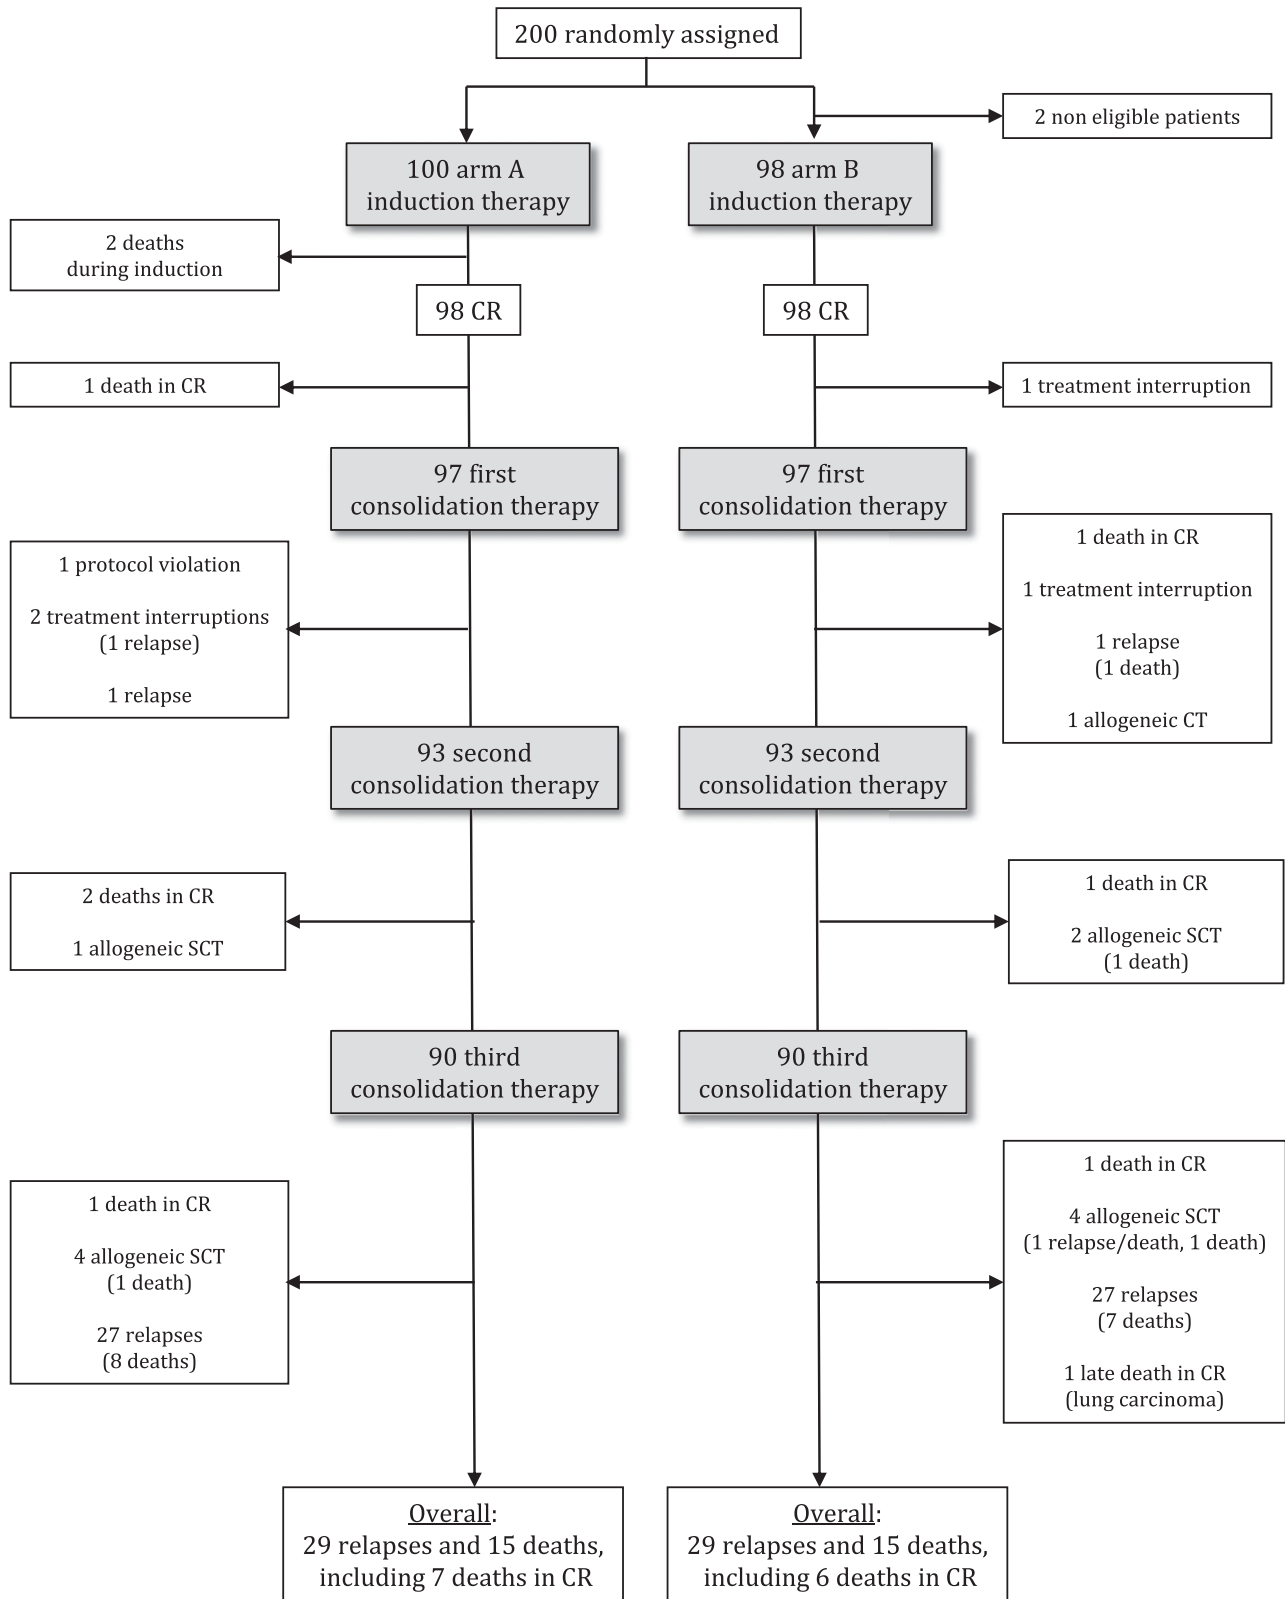 200 randomly assigned
2 non eligible patients
100 arm A
induction therapy
98 arm B
induction therapy
2 deaths
during induction
98 CR
98 CR
1 death in CR
1 treatment interruption
97 first
consolidation therapy
97 first
consolidation therapy
1 protocol violation
2 treatment interruptions
(1 relapse)
1 relapse
1 death in CR
1 treatment interruption
1 relapse
(1 death)
1 allogeneic CT
93 second
consolidation therapy
93 second
consolidation therapy
2 deaths in CR
1 allogeneic SCT
1 death in CR
2 allogeneic SCT
(1 death)
90 third
consolidation therapy
90 third
consolidation therapy
1 death in CR
4 allogeneic SCT
(1 death)
27 relapses
(8 deaths)
1 death in CR
4 allogeneic SCT
(1 relapse/death, 1 death)
27 relapses
(7 deaths)
1 late death in CR
(lung carcinoma)
Overall:
29 relapses and 15 deaths,
including 7 deaths in CR
Overall:
29 relapses and 15 deaths,
including 6 deaths in CR